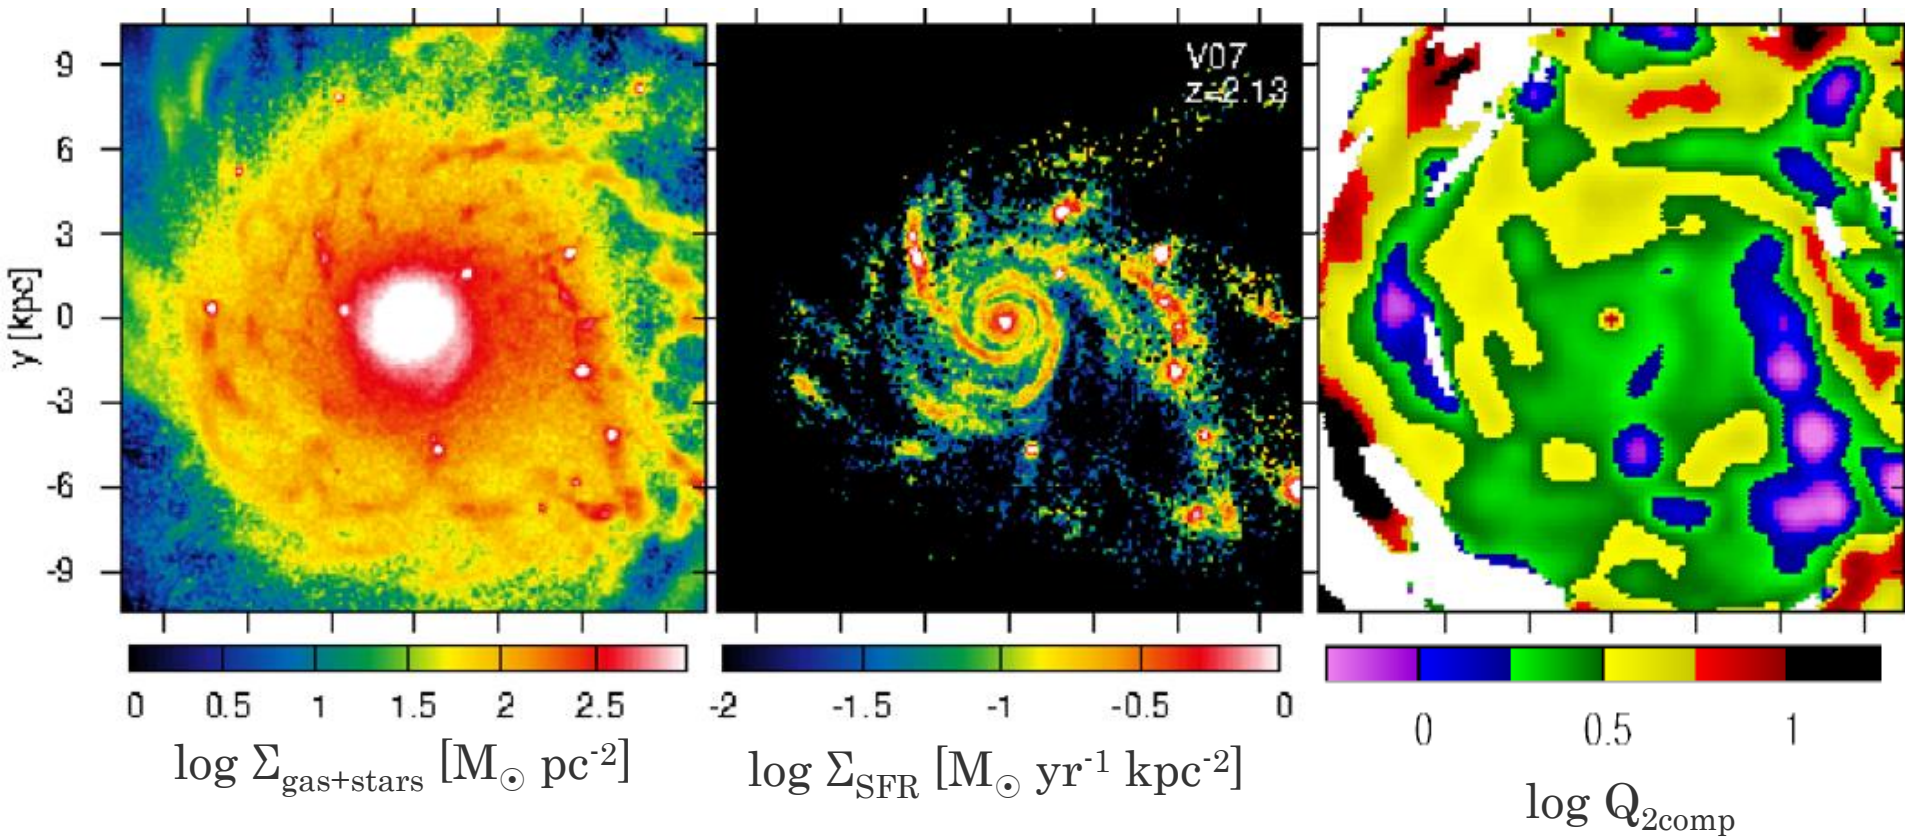 V07
z=2.13
9
6
3
0
-3
-6
-9
y [kpc]
0 0.5 1 1.5 2 2.5
log Σgas+stars [M⊙ pc-2]
-2 -1.5 -1 -0.5 0
log ΣSFR [M⊙ yr-1 kpc-2]
0 0.5 1
log Q2comp